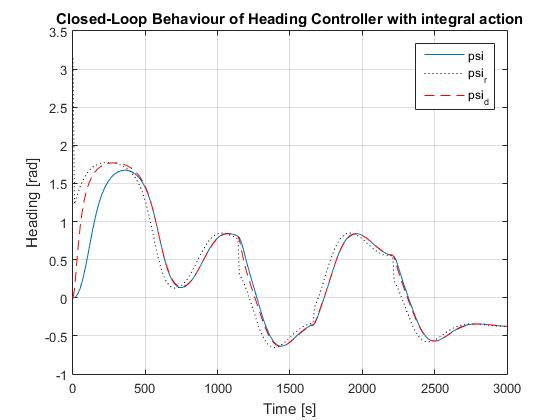 Closed-Loop Behaviour of Heading Controller with integral action
3.5
3
2.5
2
1.5
1
0.5
0
-0.5
-1
Heading [rad]
psi
psi_r
psi_d
0 500 1000 1500 2000 2500 3000
Time [s]